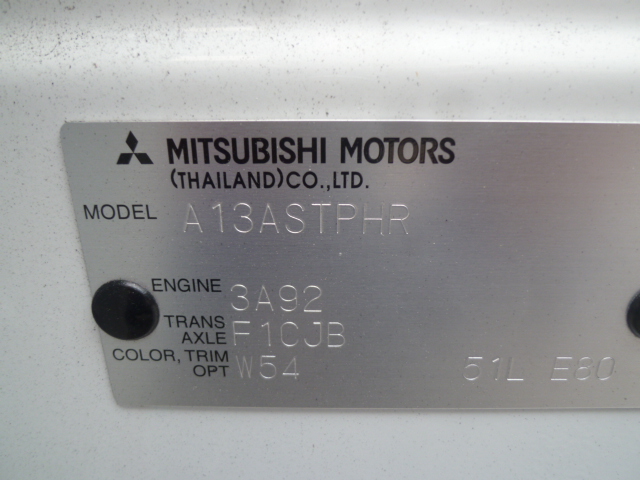 MITSUBISHI MOTORS
(THAILAND)CO.,LTD.
MODEL A13ASTPHR
ENGINE 3A92
TRANS AXLE F1CJB
COLOR, TRIM OPT W54 51L E80